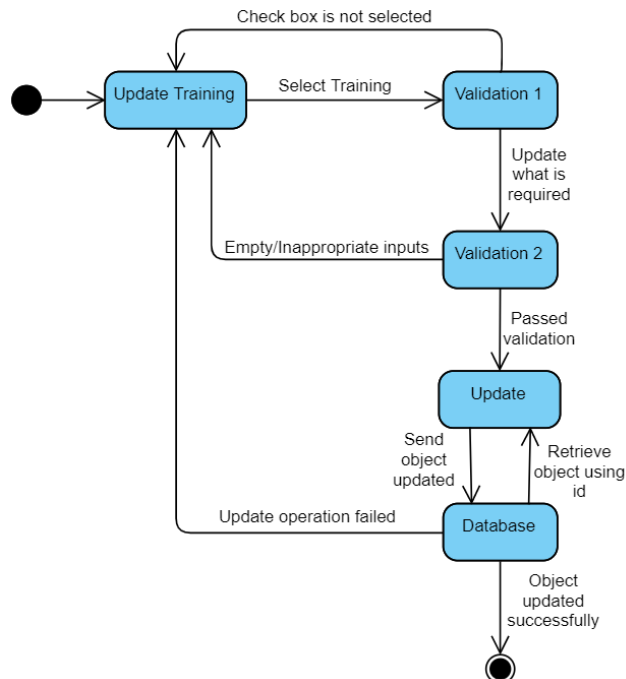 Check box is not selected
Update Training
Select Training
Validation 1
Update
what is
required
Empty/Inappropriate inputs
Validation 2
Passed
validation
Update
Send
object
updated
Retrieve
object using
id
Update operation failed
Database
Object
updated
successfully